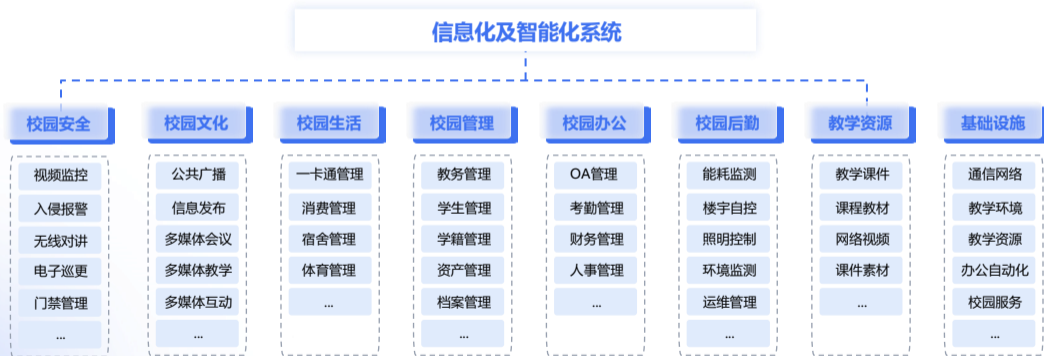 信息化及智能化系统
校园安全
视频监控
入侵报警
无线对讲
电子巡更
门禁管理
...
校园文化
公共广播
信息发布
多媒体会议
多媒体教学
多媒体互动
...
校园生活
一卡通管理
消费管理
宿舍管理
体育管理
...
校园管理
教务管理
学生管理
学籍管理
资产管理
档案管理
...
校园办公
OA管理
考勤管理
财务管理
人事管理
...
校园后勤
能耗监测
楼宇自控
照明控制
环境监测
运维管理
...
教学资源
教学课件
课程教材
网络视频
课件素材
...
基础设施
通信网络
教学环境
教学资源
办公自动化
校园服务
...